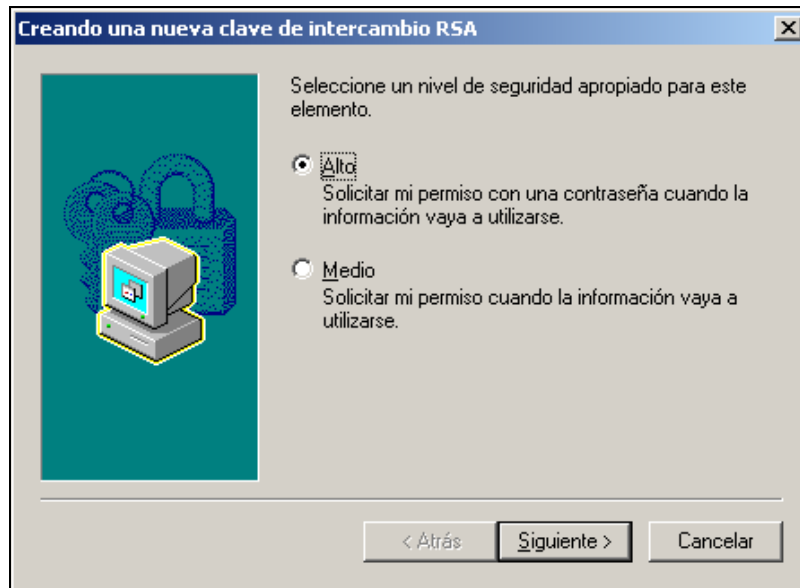 Creando una nueva clave de intercambio RSA
Seleccione un nivel de seguridad apropiado para este
elemento.
Alto
Solicitar mi permiso con una contraseña cuando la
información vaya a utilizarse.
Medio
Solicitar mi permiso cuando la información vaya a
utilizarse.
< Atrás
Siguiente >
Cancelar